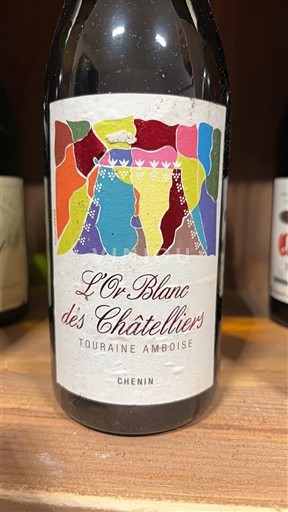 L'Or Blanc
des Châtelliers
TOURAINE AMBOISE
CHENIN